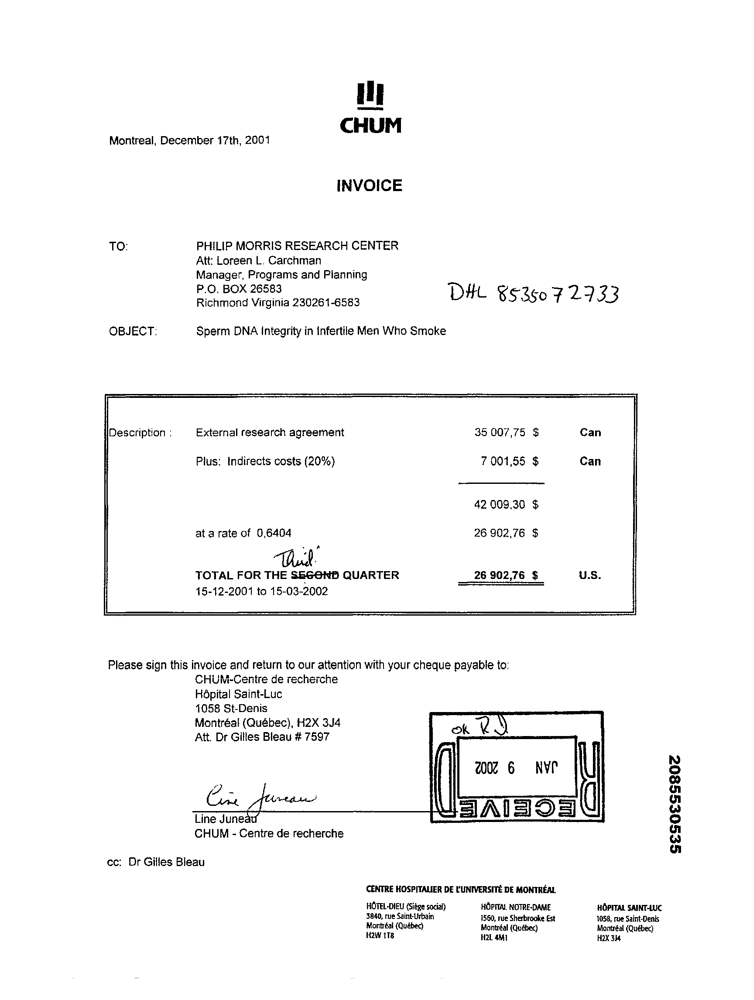 CHUM
Montreal, December 17th, 2001
INVOICE
TO: PHILIP MORRIS RESEARCH CENTER
Att: Loreen L. Carchman
Manager, Programs and Planning
P.O. BOX 26583
Richmond Virginia 230261-6583
DHL 8535072733
OBJECT: Sperm DNA Integrity in Infertile Men Who Smoke
Description : External research agreement 35 007,75 $ Can
Plus: Indirects costs (20%) 7 001,55 $ Can
42 009,30 $
at a rate of 0,6404 26 902,76 $
Third
TOTAL FOR THE SECOND QUARTER 26 902,76 $ U.S.
15-12-2001 to 15-03-2002
Please sign this invoice and return to our attention with your cheque payable to:
CHUM-Centre de recherche
Hôpital Saint-Luc
1058 St-Denis
Montréal (Québec), H2X 3J4
Att. Dr Gilles Bleau # 7597
OK R.D.
JAN 9 2002
RECEIVED
Line Juneau
Line Juneau
CHUM - Centre de recherche
cc: Dr Gilles Bleau
2085530535
CENTRE HOSPITALIER DE L'UNIVERSITÉ DE MONTRÉAL
HÔTEL-DIEU (Siège social) HÔPITAL NOTRE-DAME HÔPITAL SAINT-LUC
3840, rue Saint-Urbain 1560, rue Sherbrooke Est 1058, rue Saint-Denis
Montréal (Québec) Montréal (Québec) Montréal (Québec)
H2W 1T8 H2L 4M1 H2X 3J4